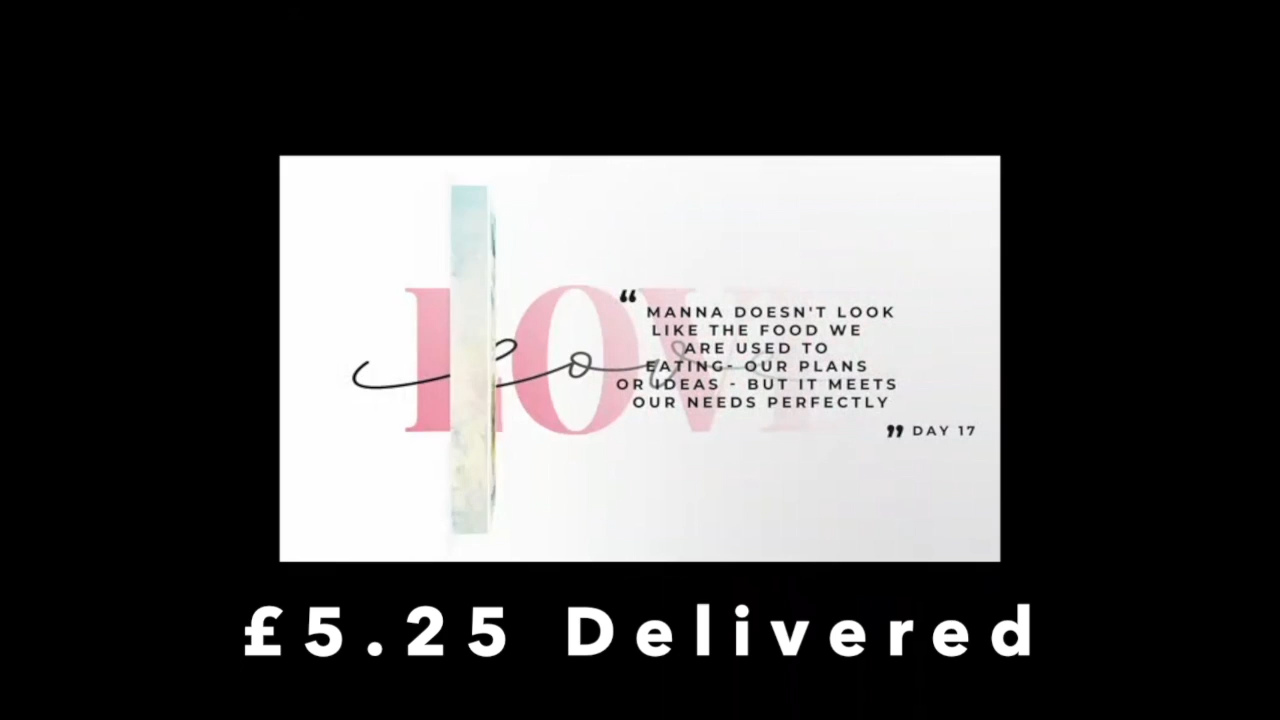 LOVE
Love
“ MANNA DOESN'T LOOK
LIKE THE FOOD WE
ARE USED TO
EATING- OUR PLANS
OR IDEAS - BUT IT MEETS
OUR NEEDS PERFECTLY
” DAY 17
£5.25 Delivered